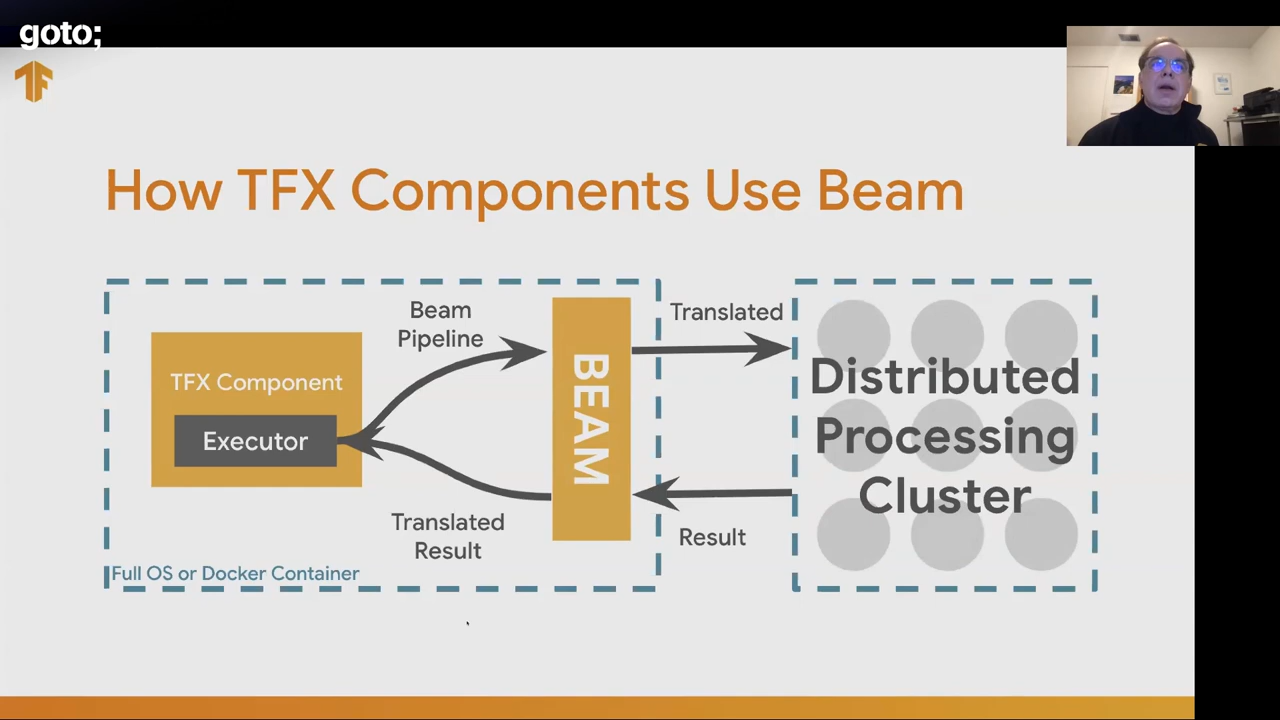 goto;
How TFX Components Use Beam
Beam
Pipeline
Translated
TFX Component
Executor
BEAM
Distributed
Processing
Cluster
Translated
Result
Result
Full OS or Docker Container